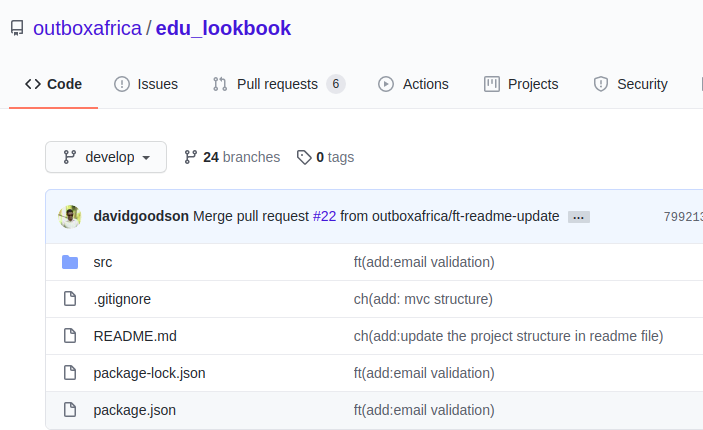 outboxafrica / edu_lookbook
Code Issues Pull requests 6 Actions Projects Security
develop 24 branches 0 tags
davidgoodson Merge pull request #22 from outboxafrica/ft-readme-update ... 799213
src ft(add:email validation)
.gitignore ch(add: mvc structure)
README.md ch(add:update the project structure in readme file)
package-lock.json ft(add:email validation)
package.json ft(add:email validation)